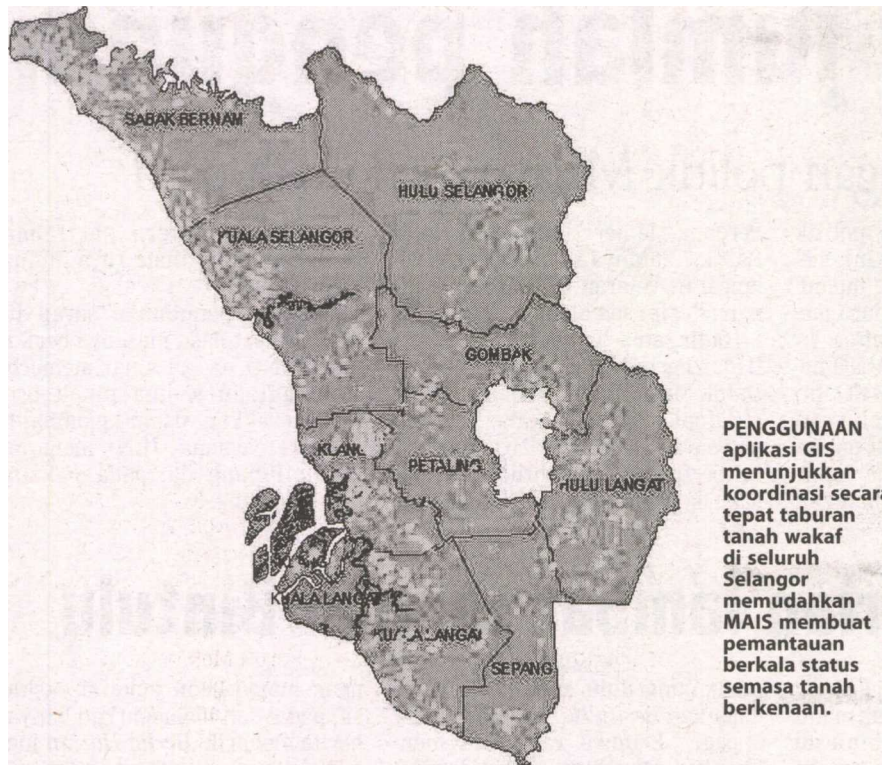 SABAK BERNAM
HULU SELANGOR
KUALA SELANGOR
GOMBAK
KLANG
PETALING
HULU LANGAT
KUALA LANGAT
KUALA LANGAT
SEPANG
PENGGUNAAN
aplikasi GIS
menunjukkan
koordinasi secara
tepat taburan
tanah wakaf
di seluruh
Selangor
memudahkan
MAIS membuat
pemantauan
berkala status
semasa tanah
berkenaan.